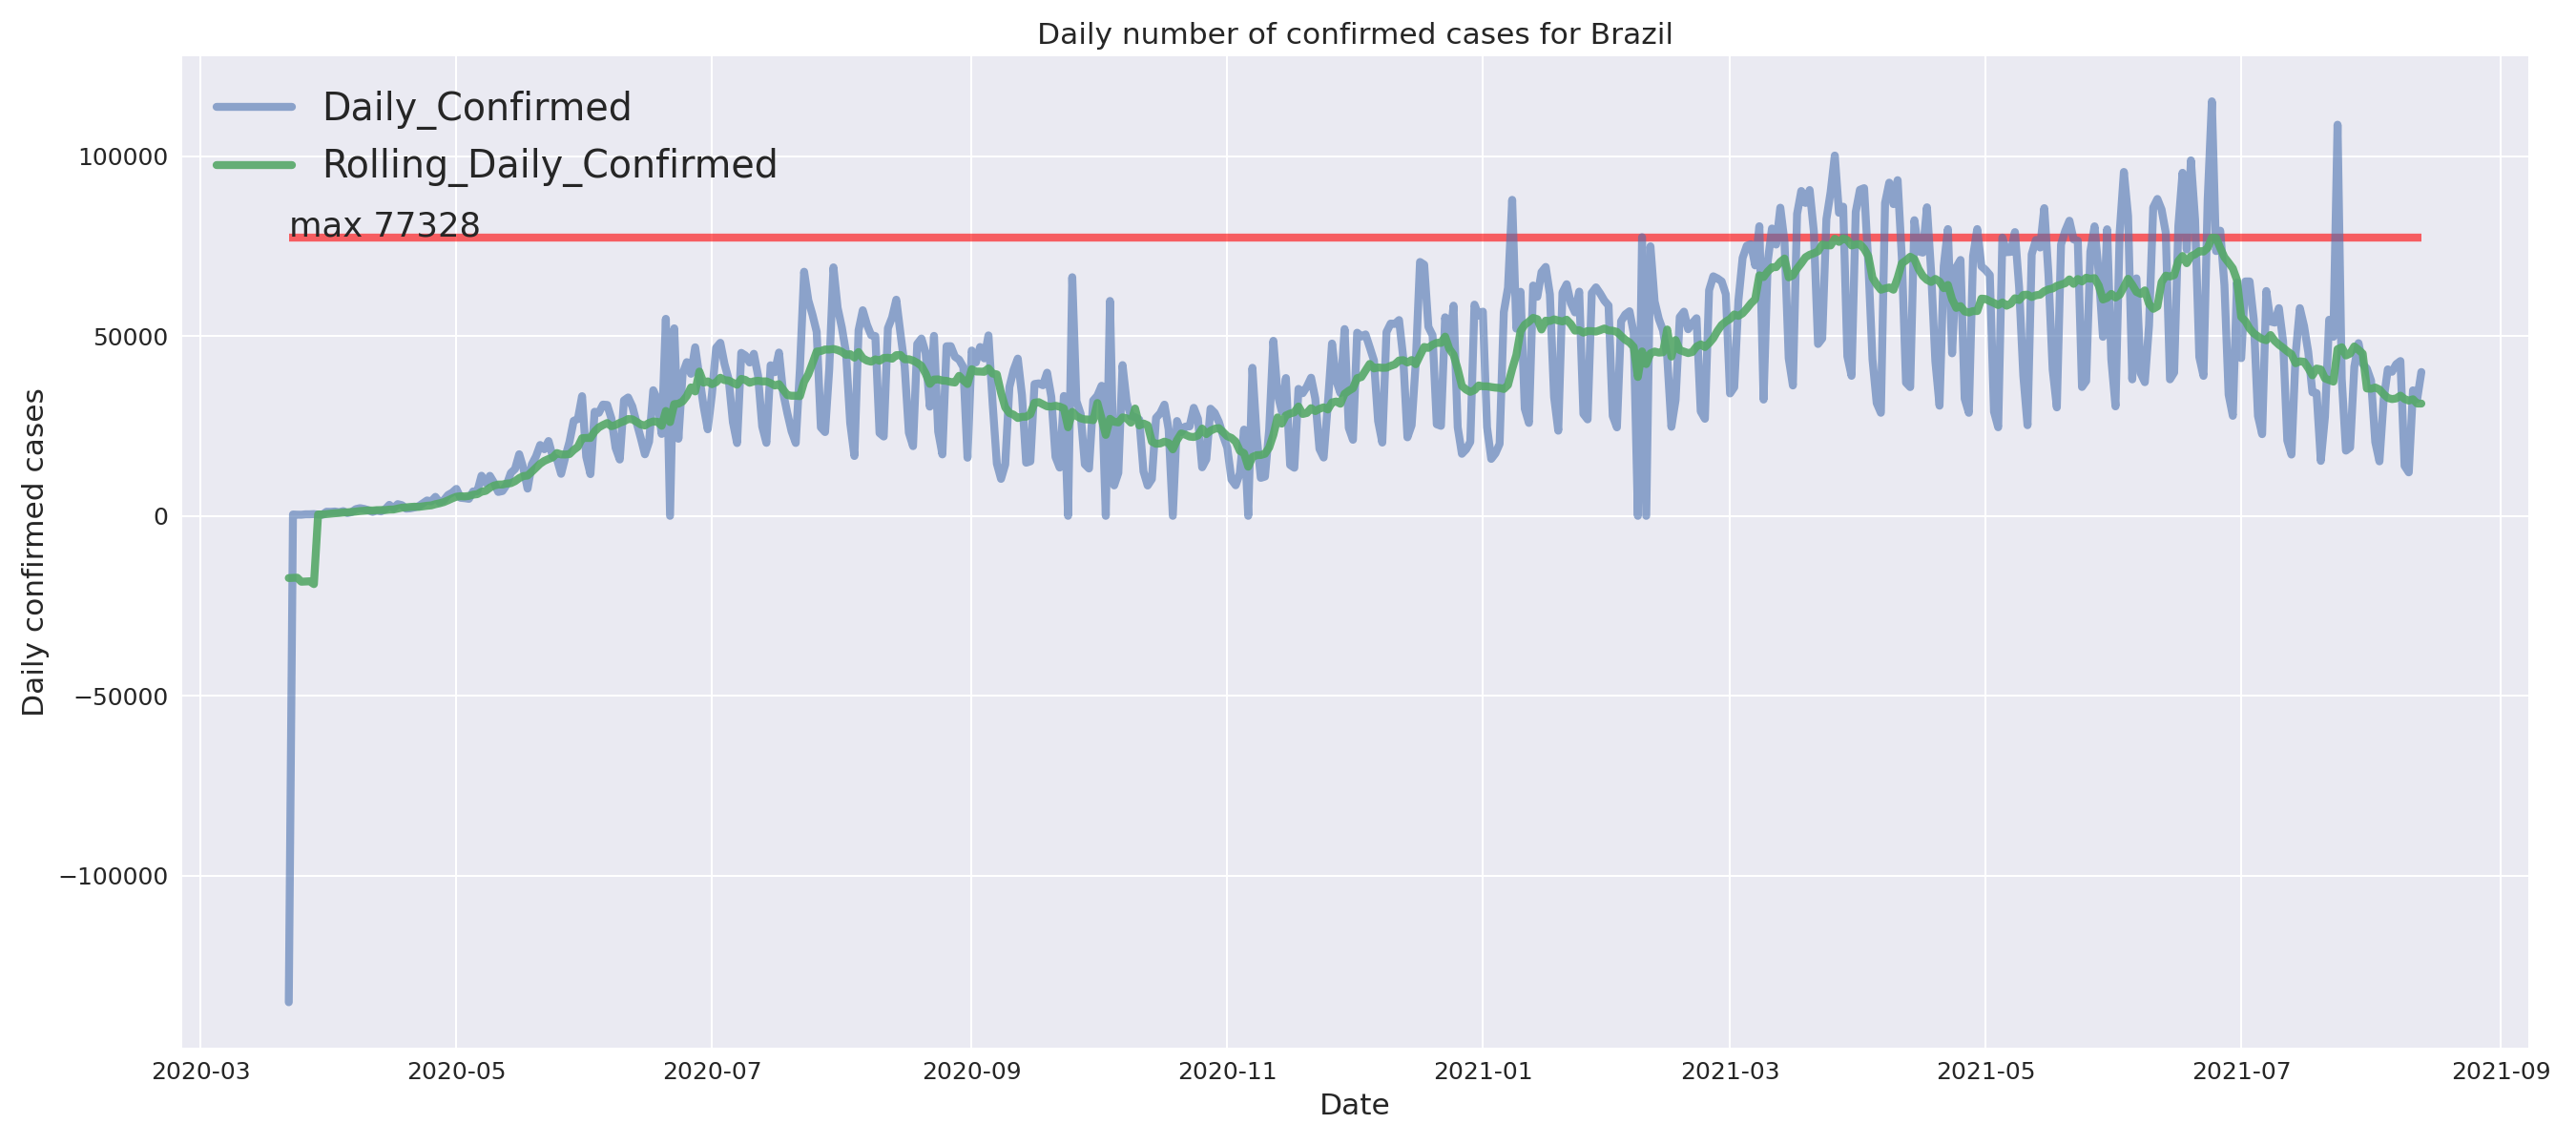 Daily number of confirmed cases for Brazil
Daily_Confirmed
Rolling_Daily_Confirmed
max 77328
100000
50000
0
−50000
−100000
Daily confirmed cases
2020-03 2020-05 2020-07 2020-09 2020-11 2021-01 2021-03 2021-05 2021-07 2021-09
Date